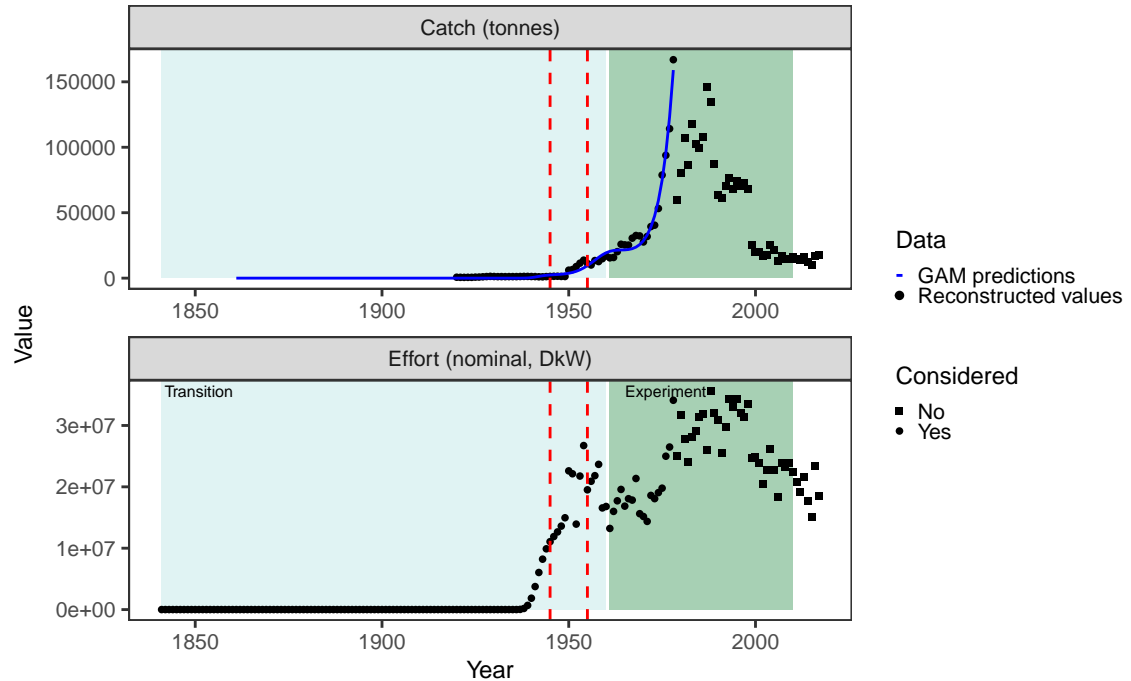 Catch (tonnes)
150000
100000
50000
0
1850 1900 1950 2000
Value
Effort (nominal, DkW)
Transition Experiment
3e+07
2e+07
1e+07
0e+00
1850 1900 1950 2000
Year
Data
GAM predictions
Reconstructed values
Considered
No
Yes